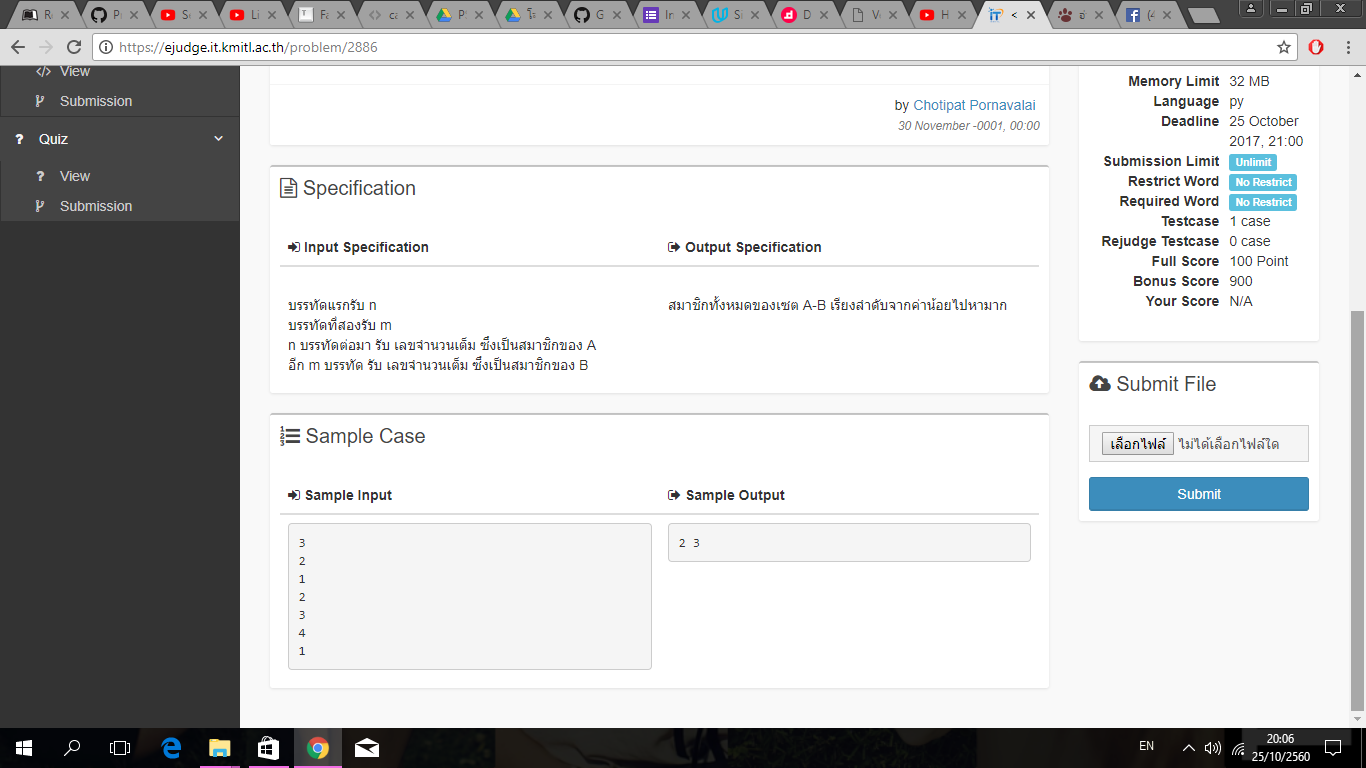 https://ejudge.it.kmitl.ac.th/problem/2886
View
Submission
Quiz
View
Submission
by Chotipat Pornavalai
30 November -0001, 00:00
Specification
Input Specification
Output Specification
บรรทัดแรกรับ n
บรรทัดที่สองรับ m
n บรรทัดต่อมา รับ เลขจำนวนเต็ม ซึ่งเป็นสมาชิกของ A
อีก m บรรทัด รับ เลขจำนวนเต็ม ซึ่งเป็นสมาชิกของ B
สมาชิกทั้งหมดของเซต A-B เรียงลำดับจากค่าน้อยไปหามาก
Sample Case
Sample Input
Sample Output
3
2
1
2
3
4
1
2 3
Memory Limit 32 MB
Language py
Deadline 25 October
2017, 21:00
Submission Limit Unlimit
Restrict Word No Restrict
Required Word No Restrict
Testcase 1 case
Rejudge Testcase 0 case
Full Score 100 Point
Bonus Score 900
Your Score N/A
Submit File
เลือกไฟล์ ไม่ได้เลือกไฟล์ใด
Submit
EN
20:06
25/10/2560